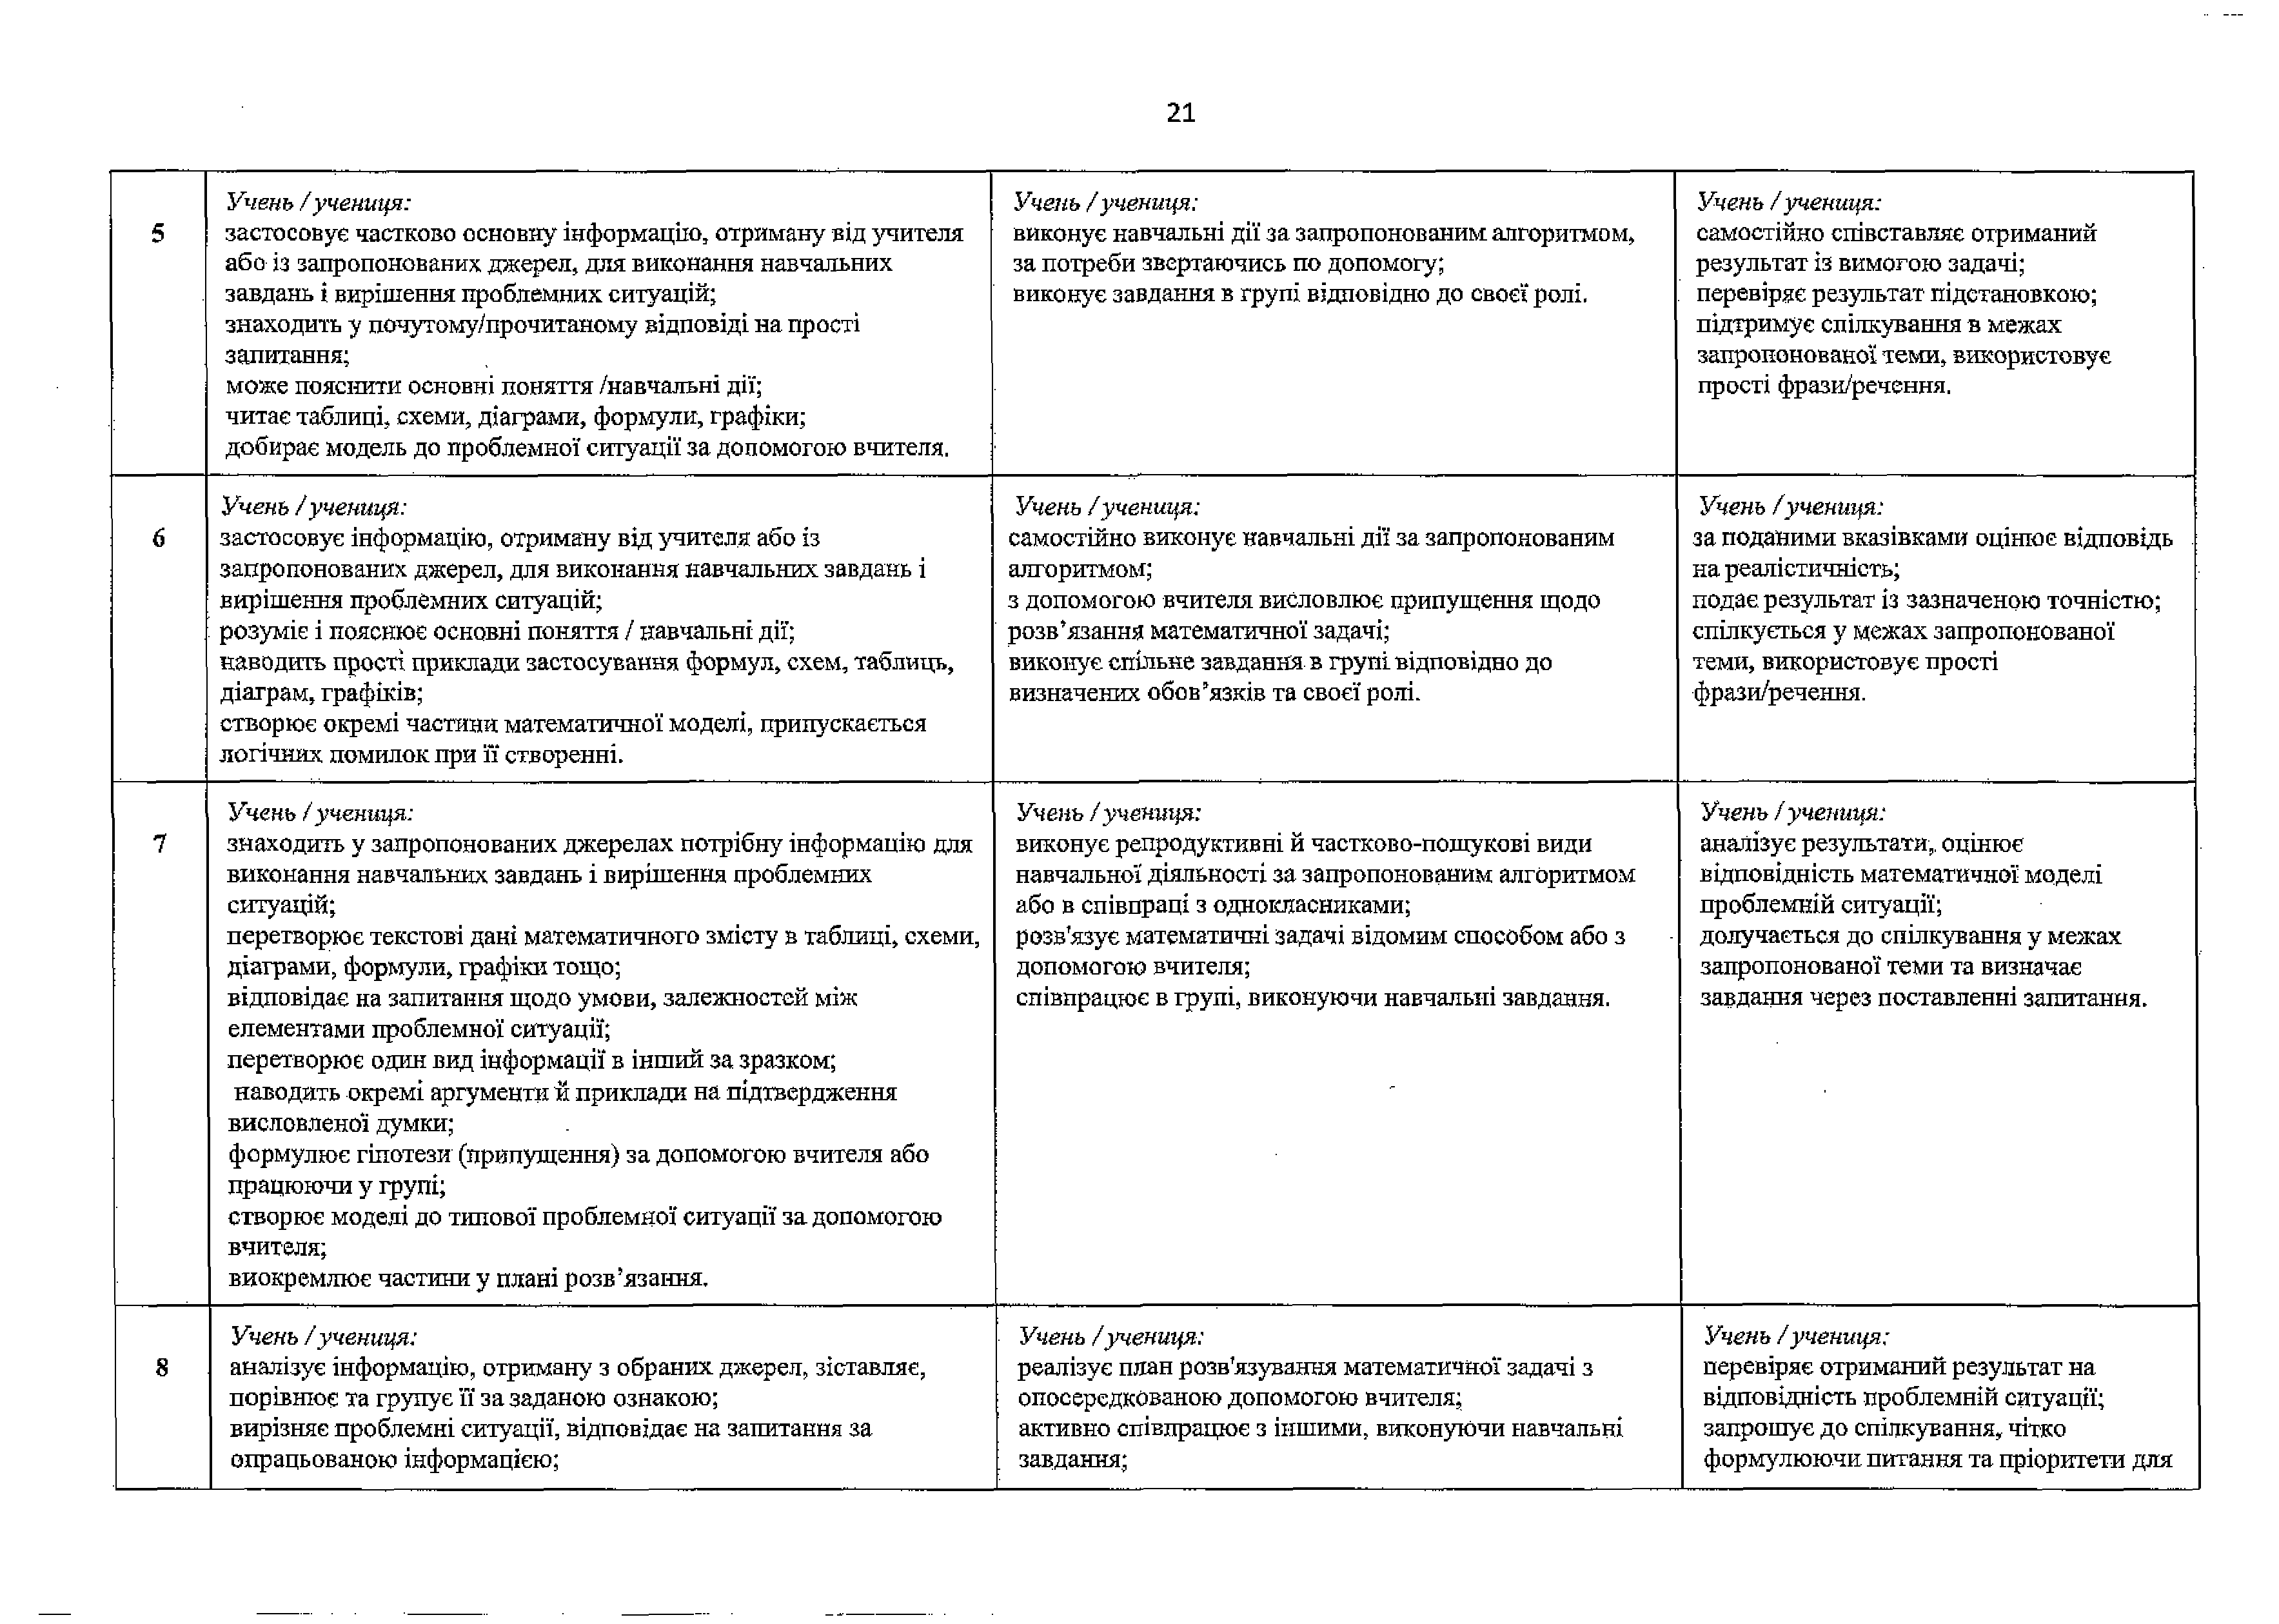 21
5
Учень / учениця:
застосовує частково основну інформацію, отриману від учителя
або із запропонованих джерел, для виконання навчальних
завдань і вирішення проблемних ситуацій;
знаходить у почутому/прочитаному відповіді на прості
запитання;
може пояснити основні поняття /навчальні дії;
читає таблиці, схеми, діаграми, формули, графіки;
добирає модель до проблемної ситуації за допомогою вчителя.
Учень / учениця:
виконує навчальні дії за запропонованим алгоритмом,
за потреби звертаючись по допомогу;
виконує завдання в групі відповідно до своєї ролі.
Учень / учениця:
самостійно співставляє отриманий
результат із вимогою задачі;
перевіряє результат підстановкою;
підтримує спілкування в межах
запропонованої теми, використовує
прості фрази/речення.
6
Учень / учениця:
застосовує інформацію, отриману від учителя або із
запропонованих джерел, для виконання навчальних завдань і
вирішення проблемних ситуацій;
розуміє і пояснює основні поняття / навчальні дії;
наводить прості приклади застосування формул, схем, таблиць,
діаграм, графіків;
створює окремі частини математичної моделі, припускається
логічних помилок при її створенні.
Учень / учениця:
самостійно виконує навчальні дії за запропонованим
алгоритмом;
з допомогою вчителя висловлює припущення щодо
розв’язання математичної задачі;
виконує спільне завдання в групі відповідно до
визначених обов’язків та своєї ролі.
Учень / учениця:
за поданими вказівками оцінює відповідь
на реалістичність;
подає результат із зазначеною точністю;
спілкується у межах запропонованої
теми, використовує прості
фрази/речення.
7
Учень / учениця:
знаходить у запропонованих джерелах потрібну інформацію для
виконання навчальних завдань і вирішення проблемних
ситуацій;
перетворює текстові дані математичного змісту в таблиці, схеми,
діаграми, формули, графіки тощо;
відповідає на запитання щодо умови, залежностей між
елементами проблемної ситуації;
перетворює один вид інформації в інший за зразком;
наводить окремі аргументи й приклади на підтвердження
висловленої думки;
формулює гіпотези (припущення) за допомогою вчителя або
працюючи у групі;
створює моделі до типової проблемної ситуації за допомогою
вчителя;
виокремлює частини у плані розв’язання.
Учень / учениця:
виконує репродуктивні й частково-пошукові види
навчальної діяльності за запропонованим алгоритмом
або в співпраці з однокласниками;
розв'язує математичні задачі відомим способом або з
допомогою вчителя;
співпрацює в групі, виконуючи навчальні завдання.
Учень / учениця:
аналізує результати, оцінює
відповідність математичної моделі
проблемній ситуації;
долучається до спілкування у межах
запропонованої теми та визначає
завдання через поставленні запитання.
8
Учень / учениця:
аналізує інформацію, отриману з обраних джерел, зіставляє,
порівнює та групує її за заданою ознакою;
вирізняє проблемні ситуації, відповідає на запитання за
опрацьованою інформацією;
Учень / учениця:
реалізує план розв'язування математичної задачі з
опосередкованою допомогою вчителя;
активно співпрацює з іншими, виконуючи навчальні
завдання;
Учень / учениця:
перевіряє отриманий результат на
відповідність проблемній ситуації;
запрошує до спілкування, чітко
формулюючи питання та пріоритети для